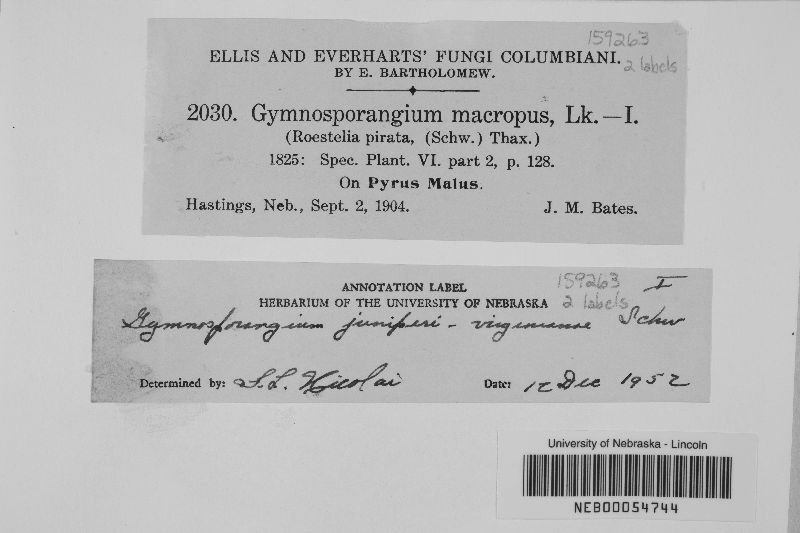 159263
ELLIS AND EVERHARTS' FUNGI COLUMBIANI.
2 labels
BY E. BARTHOLOMEW.
2030. Gymnosporangium macropus, Lk.—I.
(Roestelia pirata, (Schw.) Thax.)
1825: Spec. Plant. VI. part 2, p. 128.
On Pyrus Malus.
Hastings, Neb., Sept. 2, 1904. J. M. Bates.
ANNOTATION LABEL 159263 I
HERBARIUM OF THE UNIVERSITY OF NEBRASKA 2 labels
Gymnosporangium juniperi-virginianae Schw
Determined by: S. L. Nicolai Date: 12 Dec 1952
University of Nebraska - Lincoln
NEB00054744